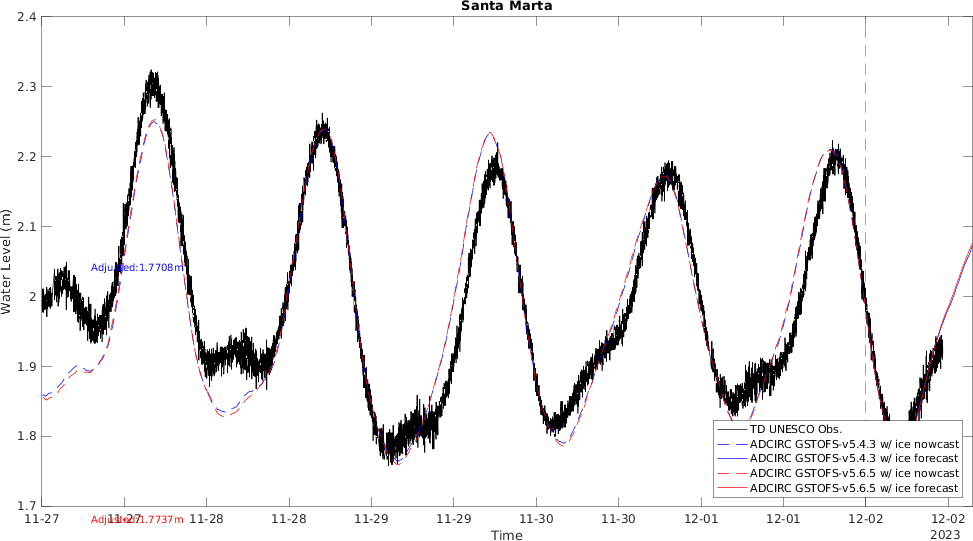 Santa Marta
2.4
2.3
2.2
2.1
2
1.9
1.8
1.7
Water Level (m)
Adjusted:1.7708m
Adjusted:1.7737m
TD UNESCO Obs.
ADCIRC GSTOFS-v5.4.3 w/ ice nowcast
ADCIRC GSTOFS-v5.4.3 w/ ice forecast
ADCIRC GSTOFS-v5.6.5 w/ ice nowcast
ADCIRC GSTOFS-v5.6.5 w/ ice forecast
11-27 11-27 11-28 11-28 11-29 11-29 11-30 11-30 12-01 12-01 12-02 12-02
Time
2023